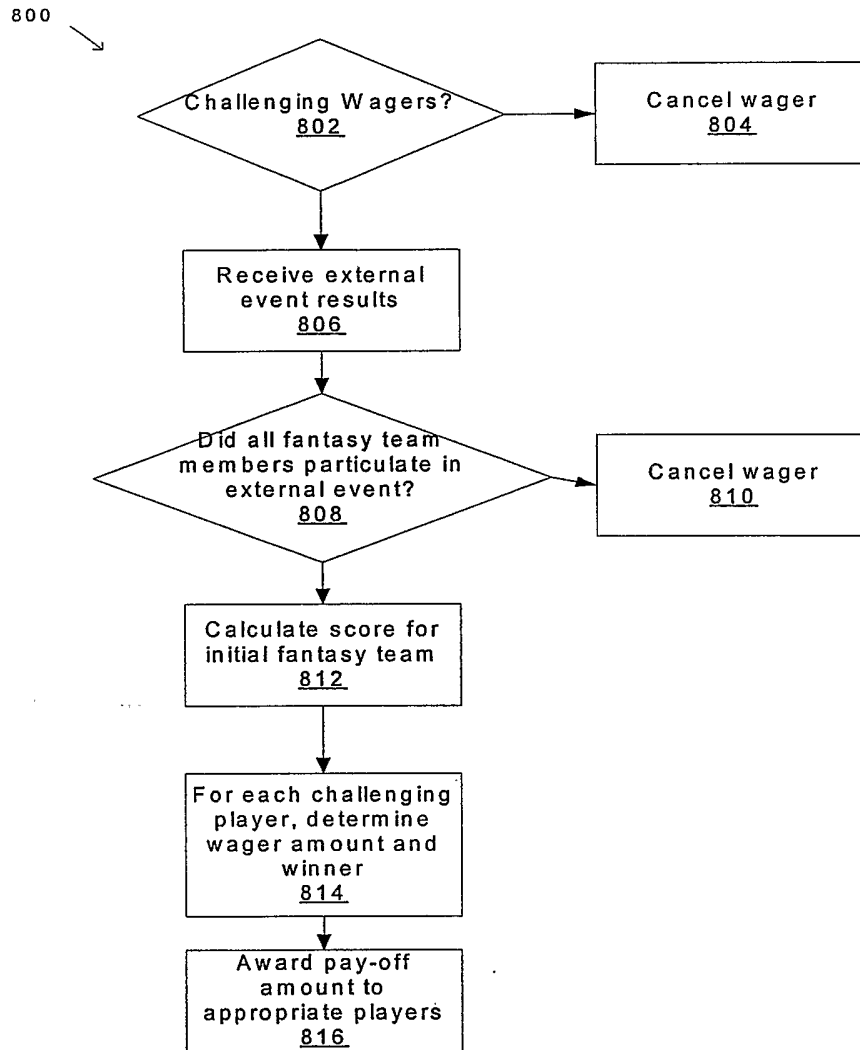 800
Challenging Wagers?
802
Cancel wager
804
Receive external
event results
806
Did all fantasy team
members particulate in
external event?
808
Cancel wager
810
Calculate score for
initial fantasy team
812
For each challenging
player, determine
wager amount and
winner
814
Award pay-off
amount to
appropriate players
816